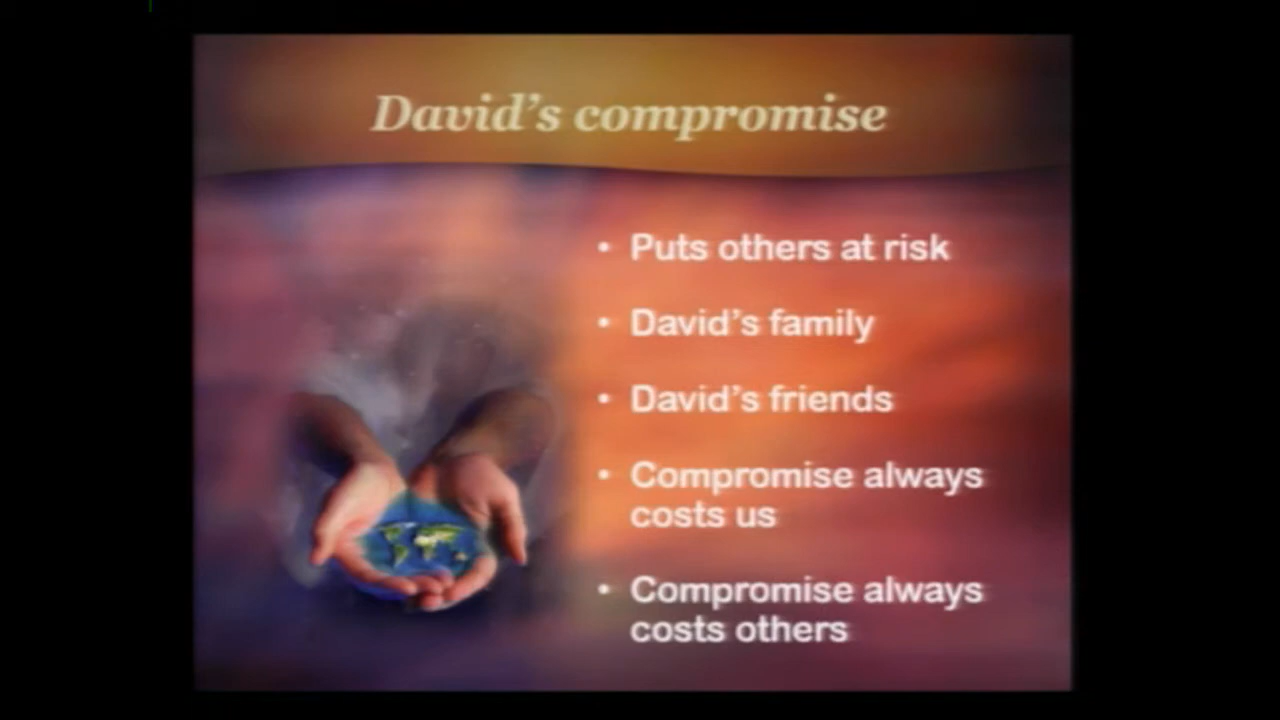 David’s compromise
• Puts others at risk
• David’s family
• David’s friends
• Compromise always
costs us
• Compromise always
costs others